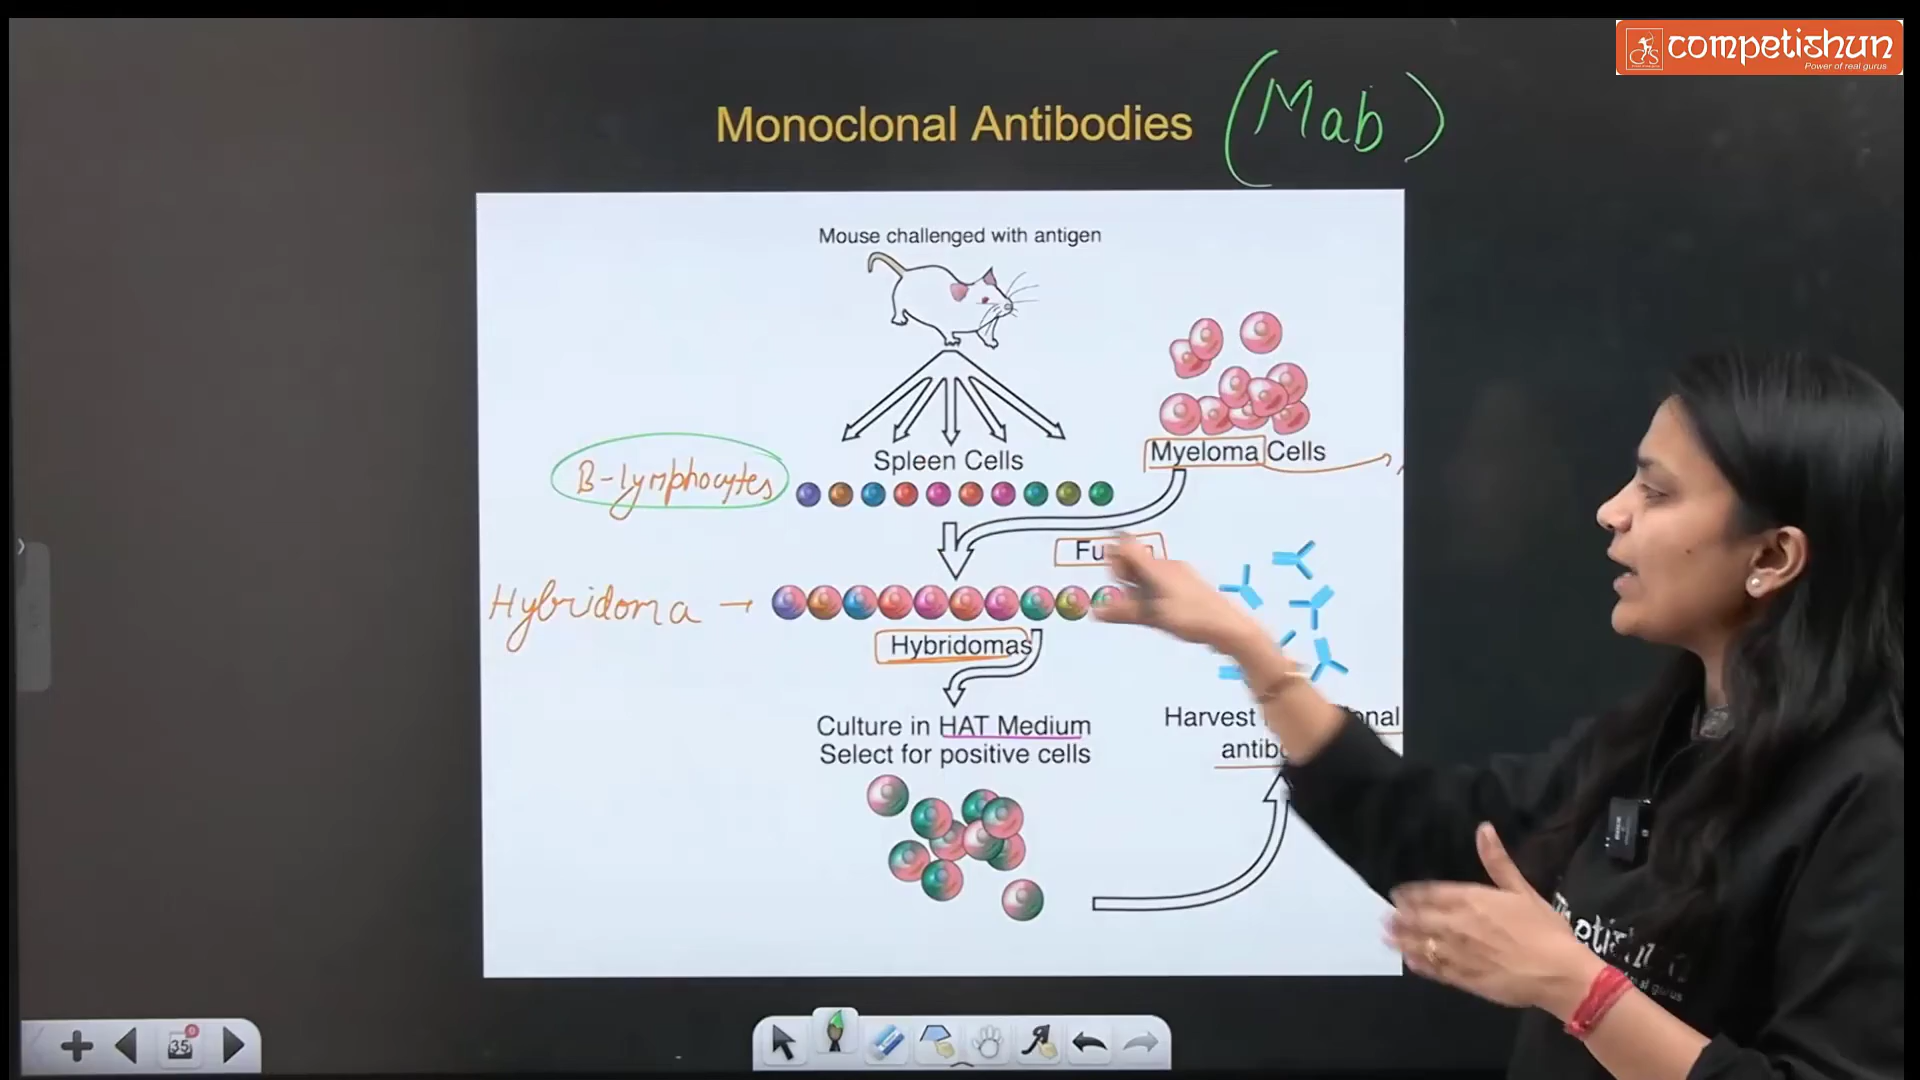 competishun
Power of real gurus
Monoclonal Antibodies (Mab)
Mouse challenged with antigen
Spleen Cells
Myeloma Cells
B-lymphocytes
Hybridoma →
Hybridomas
Culture in HAT Medium
Select for positive cells
Harvest
35